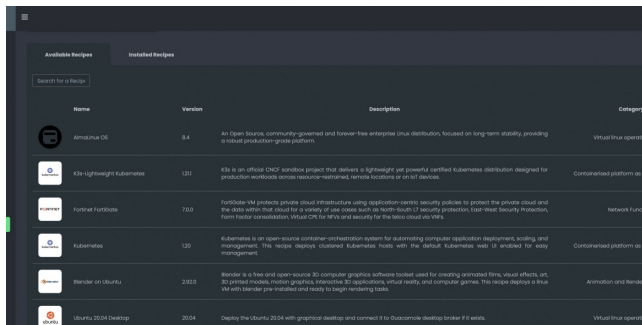 Available Recipes Installed Recipes
Search for a Recipe
Name Version Description Category
AlmaLinux OS 8.4 An Open Source, community-governed and forever-free enterprise Linux distribution, focused on long-term stability, providing
a robust production-grade platform. Virtual linux operati
K3s-Lightweight Kubernetes 1.21.1 K3s is an official CNCF sandbox project that delivers a lightweight yet powerful certified Kubernetes distribution designed for
production workloads across resource-restrained, remote locations or on IoT devices. Containerised platform as
FORTINET Fortinet FortiGate 7.0.0 FortiGate-VM protects private cloud infrastructure using application-centric security policies to protect the private cloud and
the data within that cloud for a variety of use cases such as North-South L7 security protection, East-West Security Protection,
Form Factor consolidation, Virtual CPE for NFVs and security for the telco cloud via VNFs. Network Func
kubernetes Kubernetes 1.20 Kubernetes is an open-source container-orchestration system for automating computer application deployment, scaling, and
management. This recipe deploys clustered Kubernetes hosts with the default Kubernetes web UI enabled for easy
management. Containerised platform as
blender Blender on Ubuntu 2.92.0 Blender is a free and open-source 3D computer graphics software toolset used for creating animated films, visual effects, art,
3D printed models, motion graphics, interactive 3D applications, virtual reality, and computer games. This recipe deploys a linux
VM with blender pre-installed and ready to begin rendering tasks. Animation and Rende
ubuntu Ubuntu 20.04 Desktop 20.04 Deploy the Ubuntu 20.04 with graphical desktop and connect it to Guacamole desktop broker if it exists. Virtual linux operati